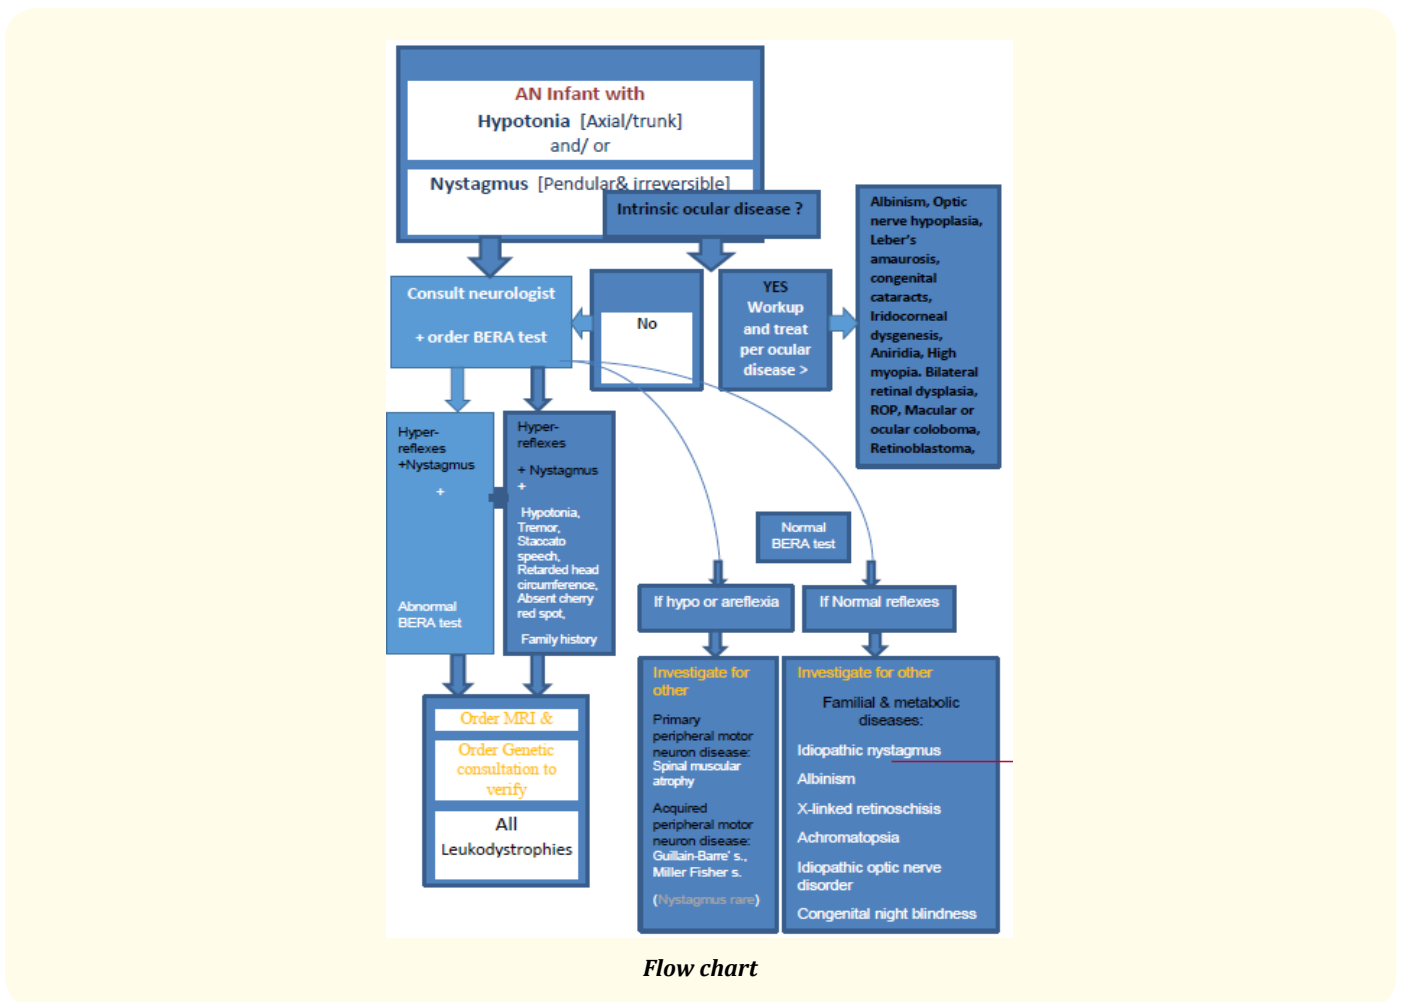 AN Infant with
Hypotonia [Axial/trunk]
and/ or
Nystagmus [Pendular& irreversible]
Intrinsic ocular disease ?
Albinism, Optic
nerve hypoplasia,
Leber's
amaurosis,
congenital
cataracts,
Iridocorneal
dysgenesis,
Aniridia, High
myopia. Bilateral
retinal dysplasia,
ROP, Macular or
ocular coloboma,
Retinoblastoma,
YES
Workup
and treat
per ocular
disease >
No
Consult neurologist
+ order BERA test
Hyper-
reflexes
+Nystagmus
+
Abnormal
BERA test
Hyper-
reflexes
+ Nystagmus
+
Hypotonia,
Tremor,
Staccato
speech,
Retarded head
circumference,
Absent cherry
red spot,
Family history
Normal
BERA test
If hypo or areflexia
If Normal reflexes
Order MRI &
Order Genetic
consultation to
verify
All
Leukodystrophies
Investigate for
other
Primary
peripheral motor
neuron disease:
Spinal muscular
atrophy
Acquired
peripheral motor
neuron disease:
Guillain-Barre' s.,
Miller Fisher s.
(Nystagmus rare)
Investigate for other
Familial & metabolic
diseases:
Idiopathic nystagmus
Albinism
X-linked retinoschisis
Achromatopsia
Idiopathic optic nerve
disorder
Congenital night blindness
Flow chart